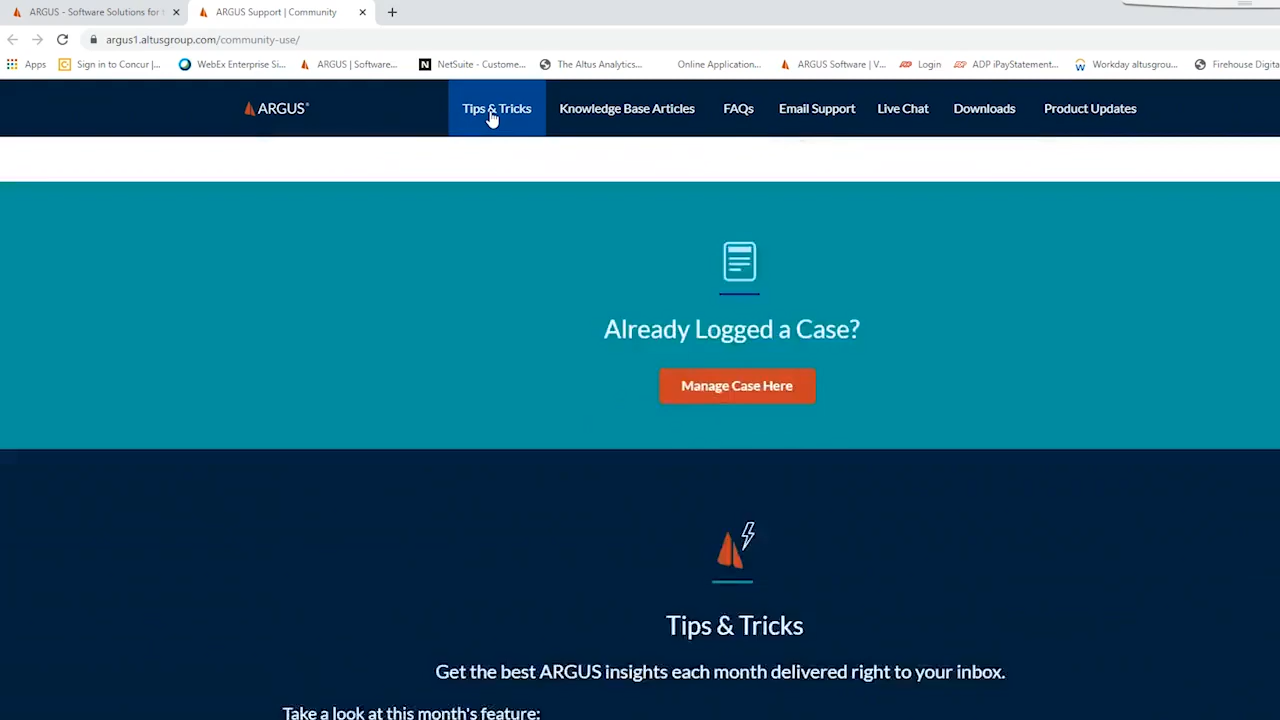 ARGUS - Software Solutions for
ARGUS Support | Community
argus1.altusgroup.com/community-use/
Apps
Sign in to Concur |...
WebEx Enterprise Si...
ARGUS | Software...
NetSuite - Custome...
The Altus Analytics...
Online Application...
ARGUS Software | V...
Login
ADP iPayStatement...
Workday altusgrou...
Firehouse Digita
ARGUS®
Tips & Tricks
Knowledge Base Articles
FAQs
Email Support
Live Chat
Downloads
Product Updates
Already Logged a Case?
Manage Case Here
Tips & Tricks
Get the best ARGUS insights each month delivered right to your inbox.
Take a look at this month's feature: